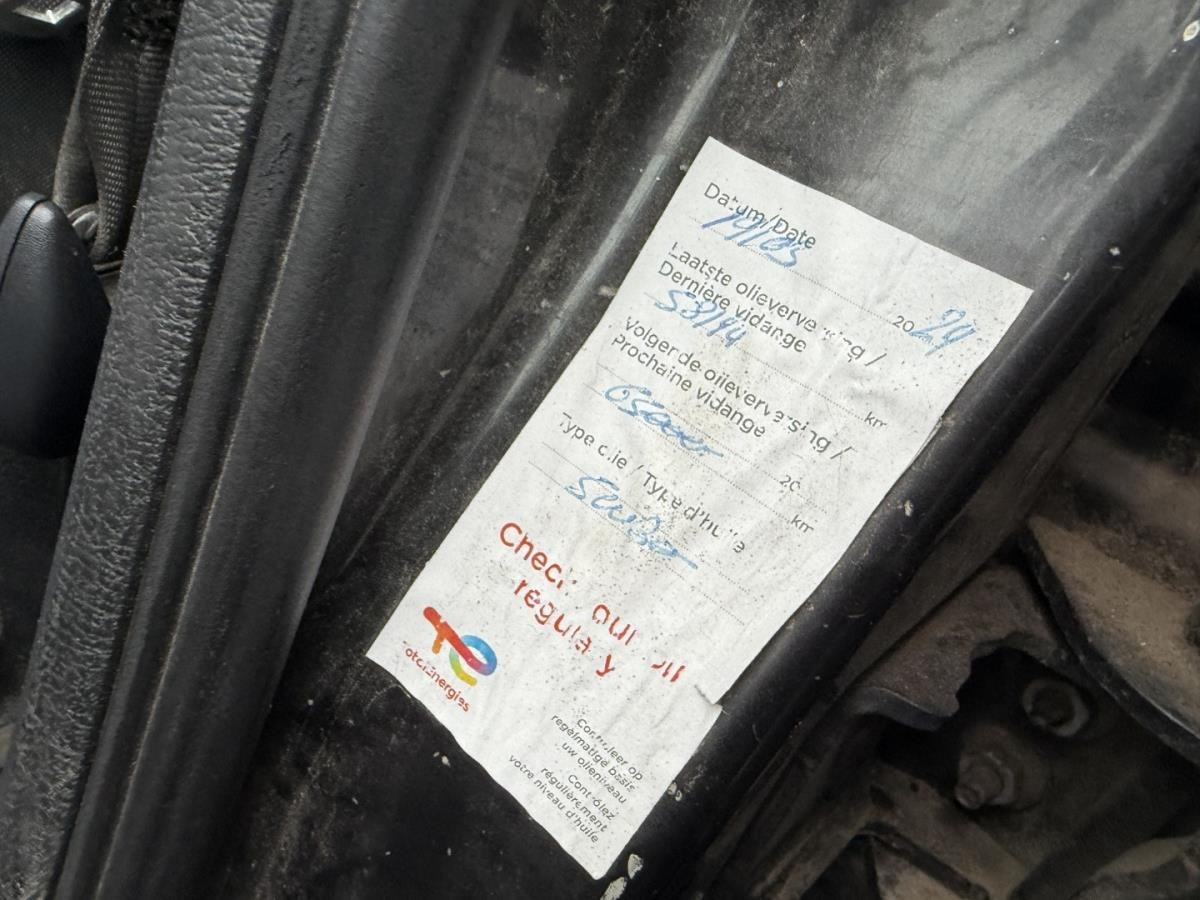 Datum/Date
19/03
20 24
Laatste olieverversing /
Dernière vidange
km
Volgende olieverversing /
Prochaine vidange
20
km
Type olie / Type d'huile
5W30
Check your oil
regularly
TotalEnergies
Controleer op
regelmatige basis
uw olieniveau
Contrôlez
régulièrement
votre niveau d'huile